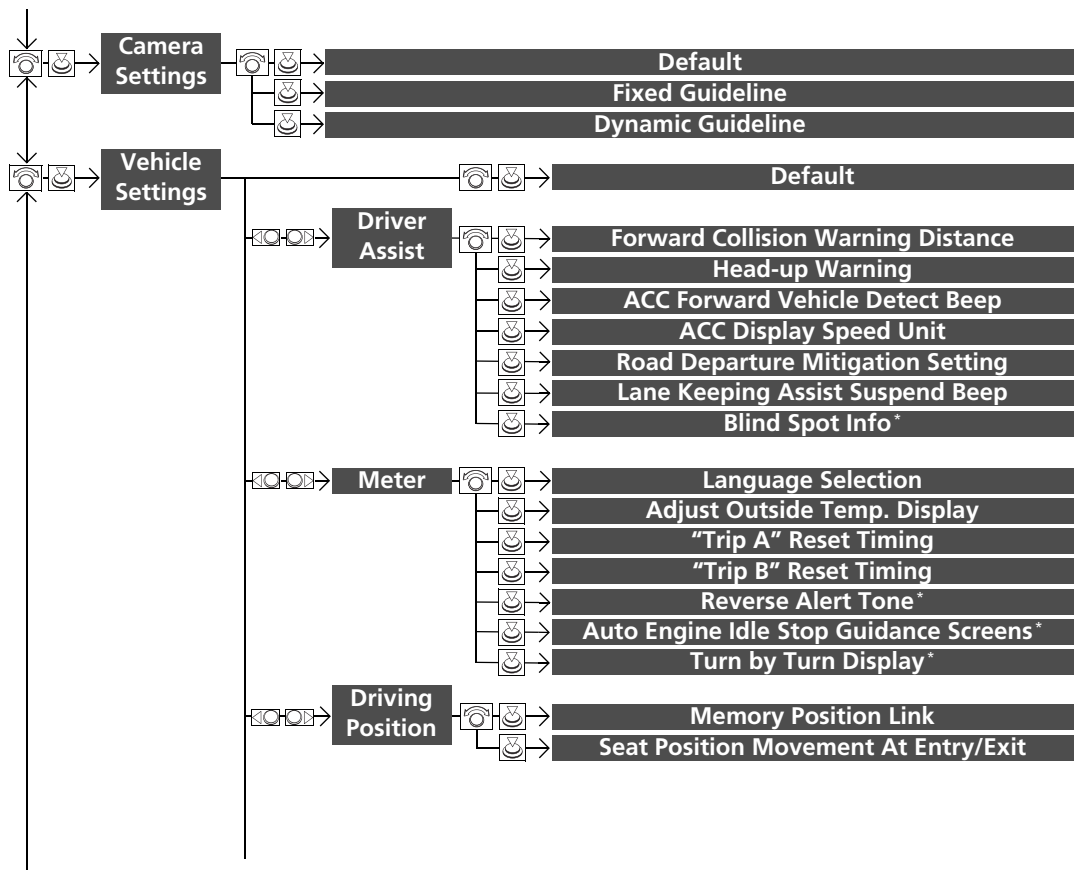 Camera
Settings
Default
Fixed Guideline
Dynamic Guideline
Vehicle
Settings
Default
Driver
Assist
Forward Collision Warning Distance
Head-up Warning
ACC Forward Vehicle Detect Beep
ACC Display Speed Unit
Road Departure Mitigation Setting
Lane Keeping Assist Suspend Beep
Blind Spot Info*
Meter
Language Selection
Adjust Outside Temp. Display
“Trip A” Reset Timing
“Trip B” Reset Timing
Reverse Alert Tone*
Auto Engine Idle Stop Guidance Screens*
Turn by Turn Display*
Driving
Position
Memory Position Link
Seat Position Movement At Entry/Exit